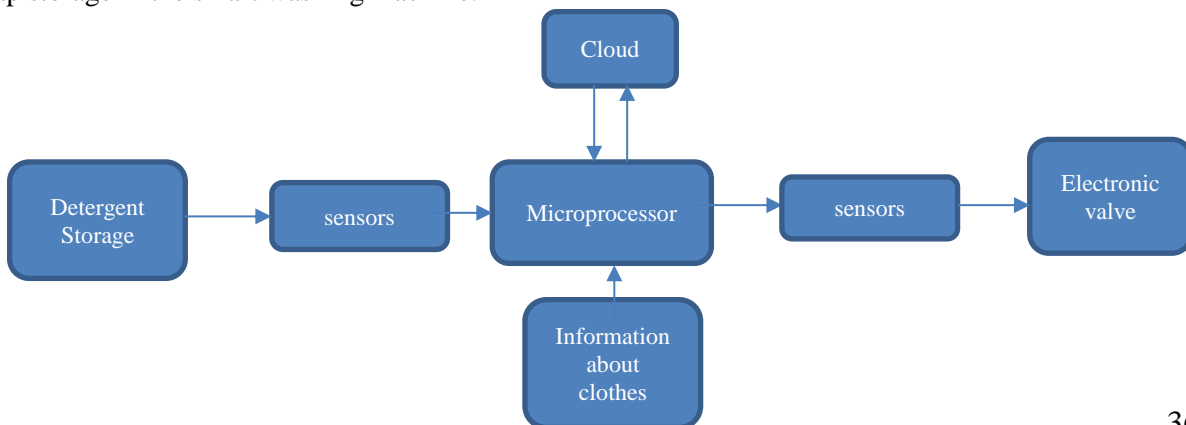 Cloud
Detergent
Storage
sensors
Microprocessor
sensors
Electronic
valve
Information
about
clothes